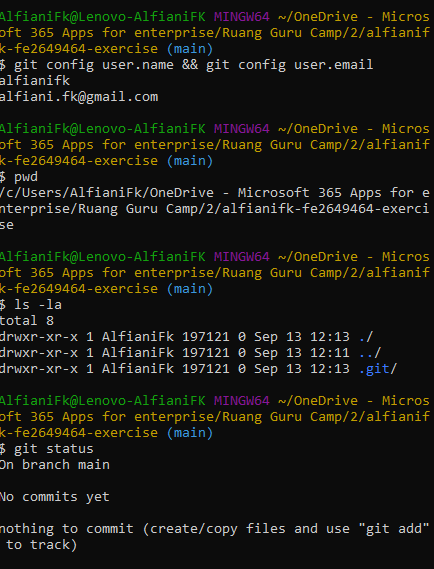 AlfianiFk@Lenovo-AlfianiFK MINGW64 ~/OneDrive - Micros
oft 365 Apps for enterprise/Ruang Guru Camp/2/alfianif
k-fe2649464-exercise (main)
$ git config user.name && git config user.email
alfianifk
alfiani.fk@gmail.com

AlfianiFk@Lenovo-AlfianiFK MINGW64 ~/OneDrive - Micros
oft 365 Apps for enterprise/Ruang Guru Camp/2/alfianif
k-fe2649464-exercise (main)
$ pwd
/c/Users/AlfianiFk/OneDrive - Microsoft 365 Apps for e
nterprise/Ruang Guru Camp/2/alfianifk-fe2649464-exerci
se

AlfianiFk@Lenovo-AlfianiFK MINGW64 ~/OneDrive - Micros
oft 365 Apps for enterprise/Ruang Guru Camp/2/alfianif
k-fe2649464-exercise (main)
$ ls -la
total 8
drwxr-xr-x 1 AlfianiFk 197121 0 Sep 13 12:13 ./
drwxr-xr-x 1 AlfianiFk 197121 0 Sep 13 12:11 ../
drwxr-xr-x 1 AlfianiFk 197121 0 Sep 13 12:13 .git/

AlfianiFk@Lenovo-AlfianiFK MINGW64 ~/OneDrive - Micros
oft 365 Apps for enterprise/Ruang Guru Camp/2/alfianif
k-fe2649464-exercise (main)
$ git status
On branch main

No commits yet

nothing to commit (create/copy files and use "git add"
 to track)